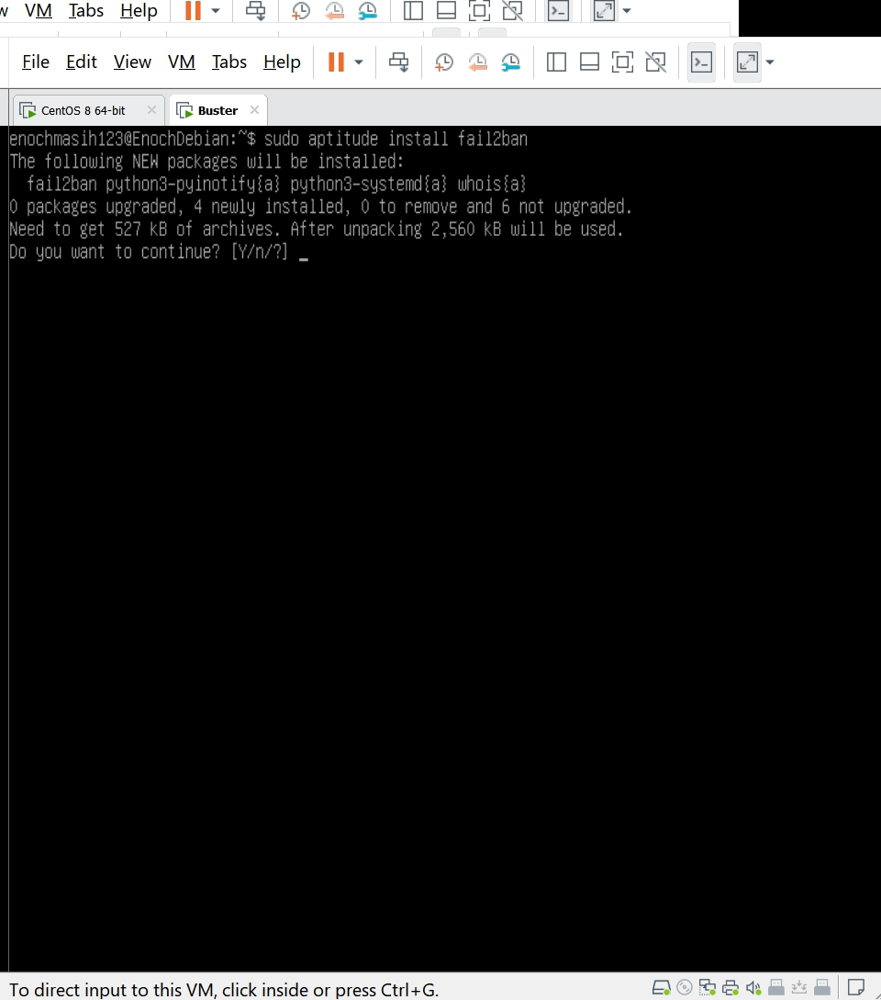 VM Tabs Help
File Edit View VM Tabs Help
CentOS 8 64-bit Buster
enochmasih123@EnochDebian:~$ sudo aptitude install fail2ban
The following NEW packages will be installed:
  fail2ban python3-pyinotify{a} python3-systemd{a} whois{a}
0 packages upgraded, 4 newly installed, 0 to remove and 6 not upgraded.
Need to get 527 kB of archives. After unpacking 2,560 kB will be used.
Do you want to continue? [Y/n/?] _
To direct input to this VM, click inside or press Ctrl+G.